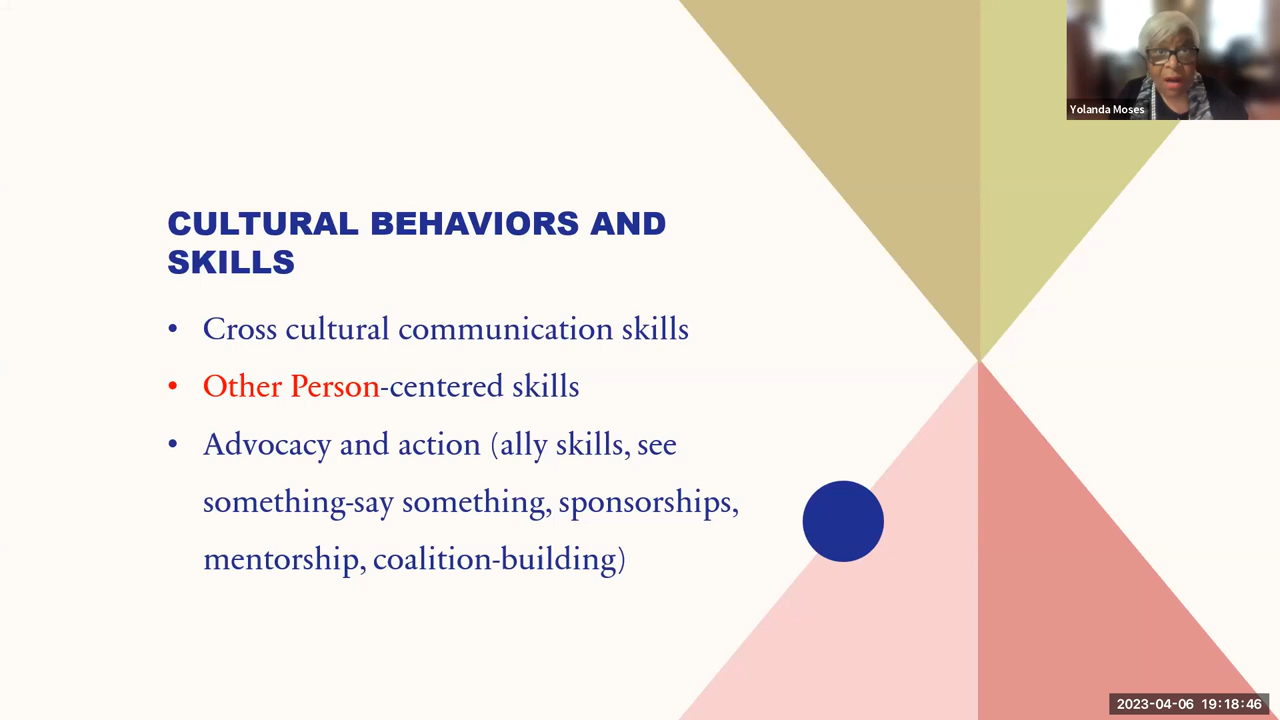 Yolanda Moses
CULTURAL BEHAVIORS AND
SKILLS
• Cross cultural communication skills
• Other Person-centered skills
• Advocacy and action (ally skills, see
something-say something, sponsorships,
mentorship, coalition-building)
2023-04-06 19:18:46